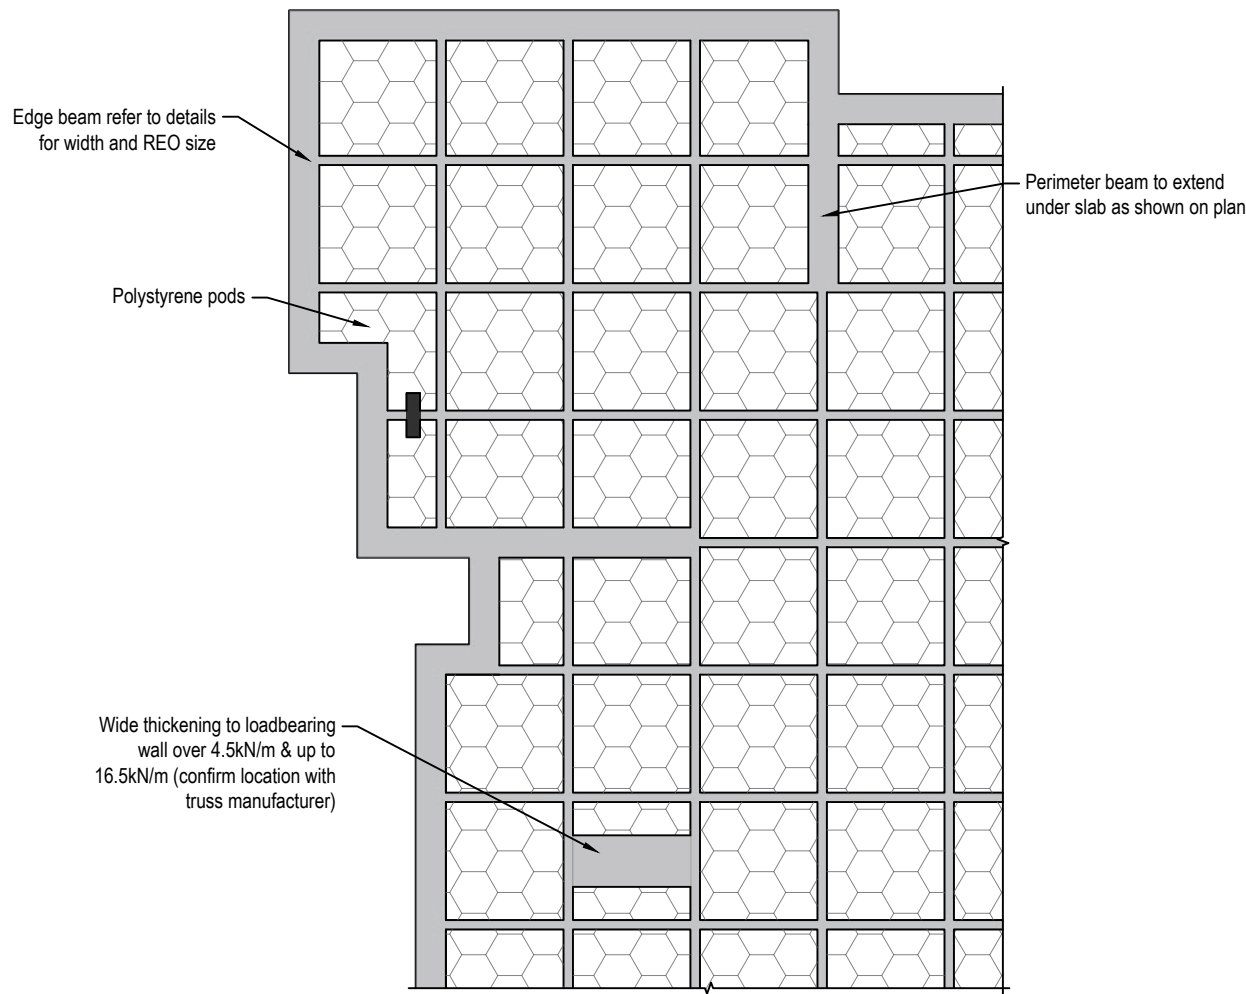 Edge beam refer to details
for width and REO size
Perimeter beam to extend
under slab as shown on plan
Polystyrene pods
Wide thickening to loadbearing
wall over 4.5kN/m & up to
16.5kN/m (confirm location with
truss manufacturer)